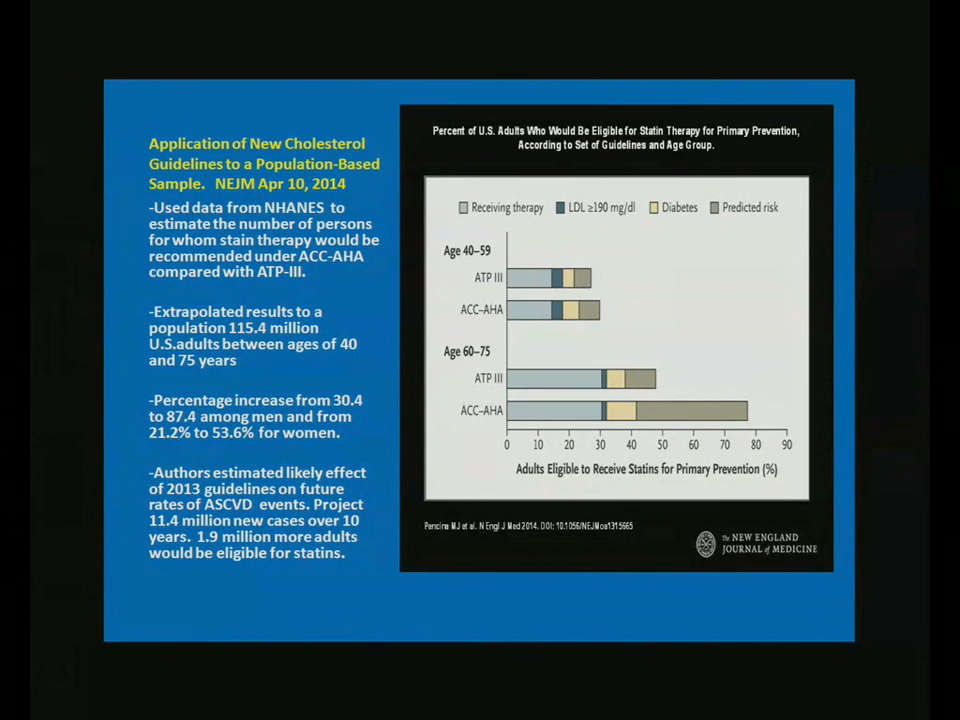 Application of New Cholesterol
Guidelines to a Population-Based
Sample. NEJM Apr 10, 2014
-Used data from NHANES to
estimate the number of persons
for whom stain therapy would be
recommended under ACC-AHA
compared with ATP-III.
-Extrapolated results to a
population 115.4 million
U.S.adults between ages of 40
and 75 years
-Percentage increase from 30.4
to 87.4 among men and from
21.2% to 53.6% for women.
-Authors estimated likely effect
of 2013 guidelines on future
rates of ASCVD events. Project
11.4 million new cases over 10
years. 1.9 million more adults
would be eligible for statins.
Percent of U.S. Adults Who Would Be Eligible for Statin Therapy for Primary Prevention,
According to Set of Guidelines and Age Group.
Receiving therapy LDL ≥190 mg/dl Diabetes Predicted risk
Age 40–59
ATP III
ACC–AHA
Age 60–75
ATP III
ACC–AHA
0 10 20 30 40 50 60 70 80 90
Adults Eligible to Receive Statins for Primary Prevention (%)
Pencina MJ et al. N Engl J Med 2014. DOI: 10.1056/NEJMoa1315665
The NEW ENGLAND
JOURNAL of MEDICINE